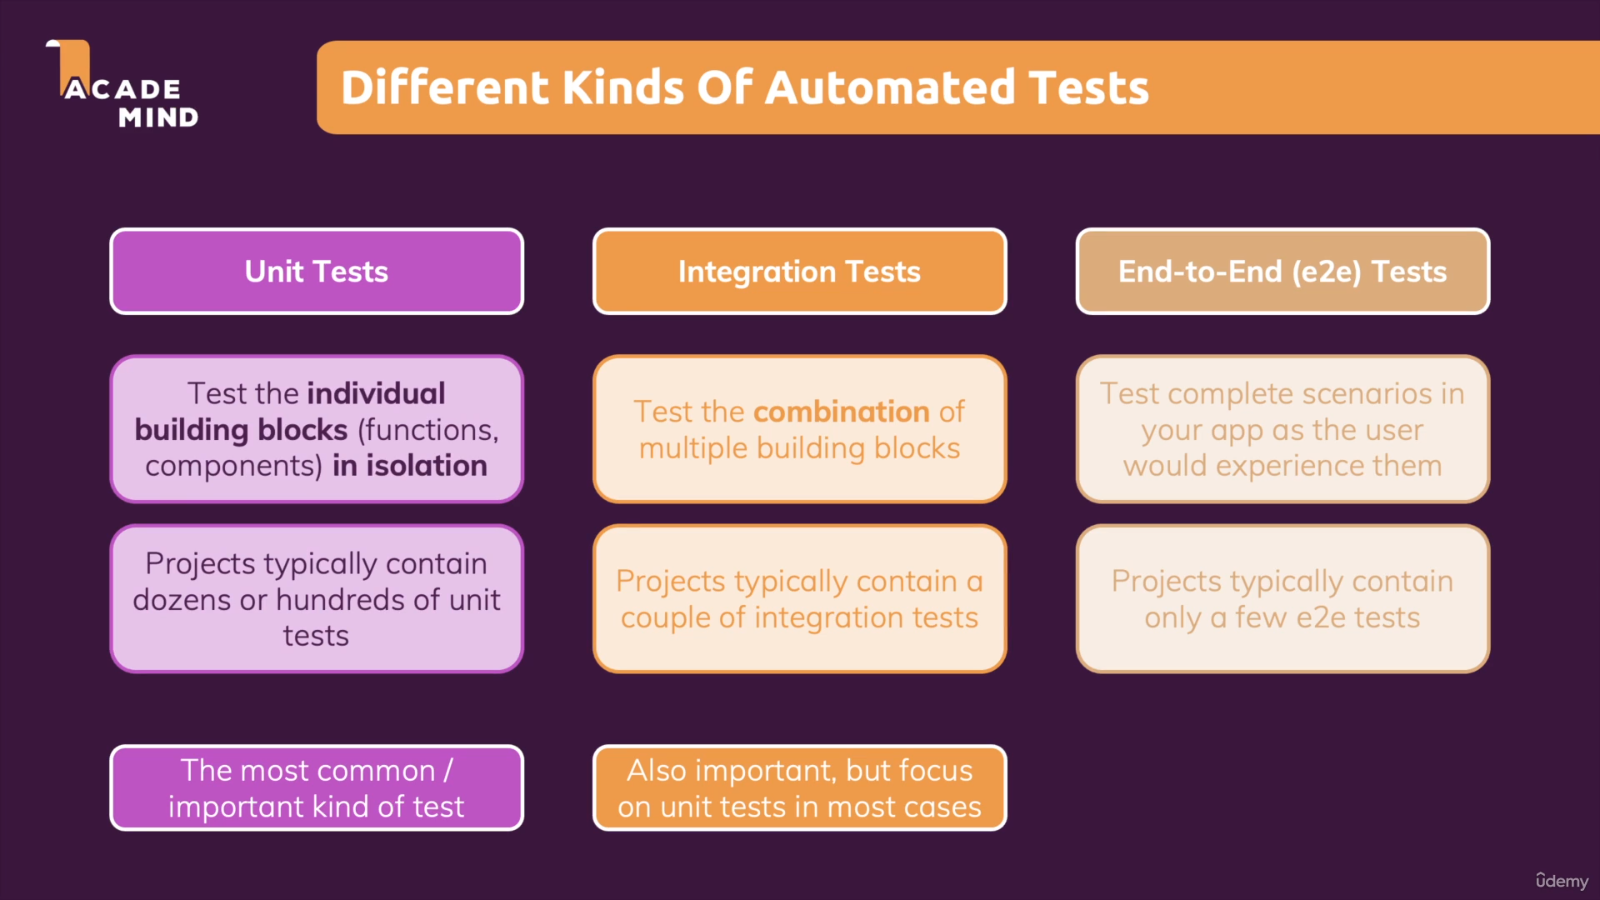 ACADE
MIND
Different Kinds Of Automated Tests
Unit Tests
Test the individual
building blocks (functions,
components) in isolation
Projects typically contain
dozens or hundreds of unit
tests
The most common /
important kind of test
Integration Tests
Test the combination of
multiple building blocks
Projects typically contain a
couple of integration tests
Also important, but focus
on unit tests in most cases
End-to-End (e2e) Tests
Test complete scenarios in
your app as the user
would experience them
Projects typically contain
only a few e2e tests
ûdemy